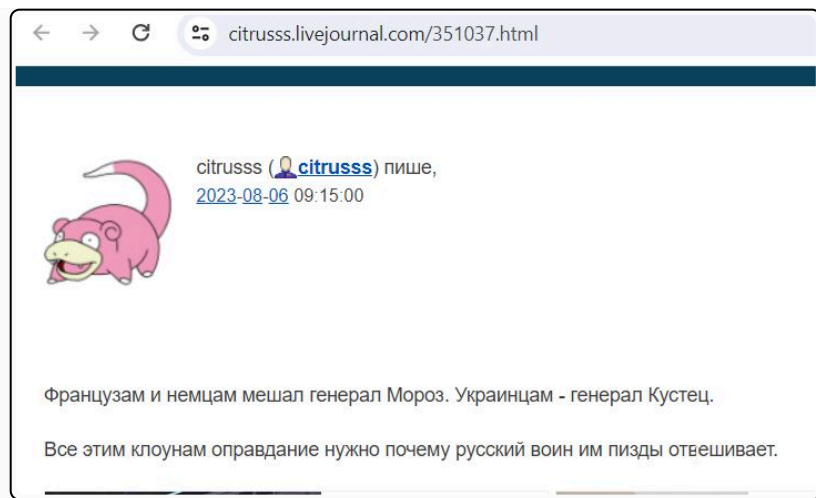 citrusss.livejournal.com/351037.html
citrusss (citrusss) пише,
2023-08-06 09:15:00
Французам и немцам мешал генерал Мороз. Украинцам - генерал Кустец.
Все этим клоунам оправдание нужно почему русский воин им пизды отвешивает.